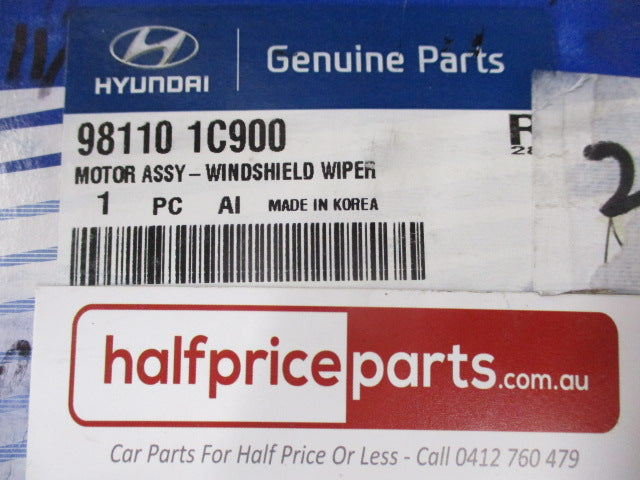 HYUNDAI
Genuine Parts
98110 1C900
MOTOR ASSY - WINDSHIELD WIPER
1 PC AI MADE IN KOREA
2
halfpriceparts.com.au
Car Parts For Half Price Or Less - Call 0412 760 479